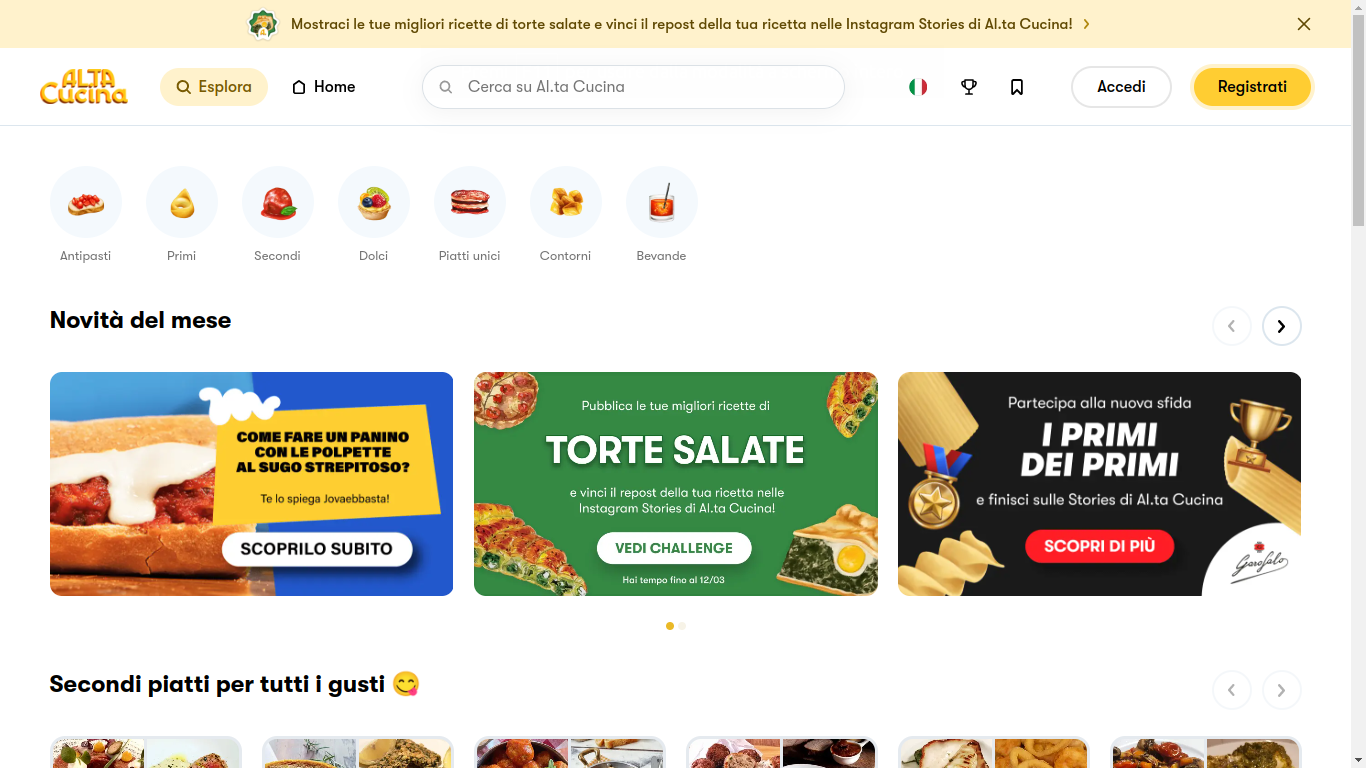 Mostraci le tue migliori ricette di torte salate e vinci il repost della tua ricetta nelle Instagram Stories di Al.ta Cucina!
ALTA
CUCINA
Esplora
Home
Cerca su Al.ta Cucina
Accedi
Registrati
Antipasti
Primi
Secondi
Dolci
Piatti unici
Contorni
Bevande
Novità del mese
COME FARE UN PANINO
CON LE POLPETTE
AL SUGO STREPITOSO?
Te lo spiega Jovaebbasta!
SCOPRILO SUBITO
Pubblica le tue migliori ricette di
TORTE SALATE
e vinci il repost della tua ricetta nelle
Instagram Stories di Al.ta Cucina!
VEDI CHALLENGE
Hai tempo fino al 12/03
Partecipa alla nuova sfida
I PRIMI
DEI PRIMI
e finisci sulle Stories di Al.ta Cucina
SCOPRI DI PIÙ
Garofalo
Secondi piatti per tutti i gusti 😋